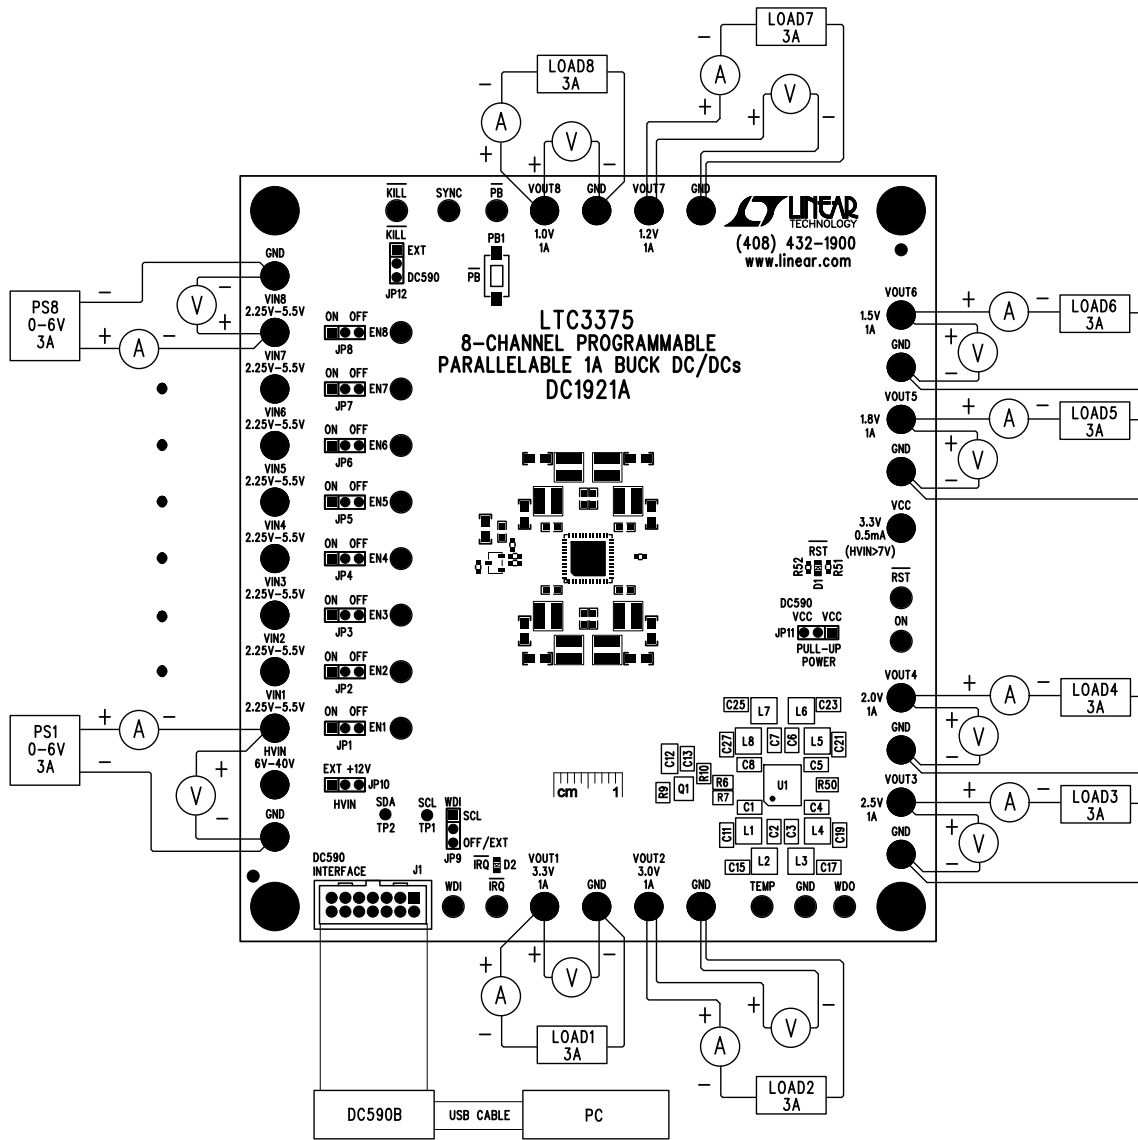 LOAD7
3A
− A + V + −
LOAD8
3A
− A + V + −
KILL SYNC PB VOUT8 GND VOUT7 GND
1.0V
1A
1.2V
1A
LINEAR
TECHNOLOGY
(408) 432-1900
www.linear.com
KILL
EXT
DC590
JP12
PB1
PB
LTC3375
8-CHANNEL PROGRAMMABLE
PARALLELABLE 1A BUCK DC/DCs
DC1921A
PS8
0-6V
3A
− + A V − +
GND
VIN8
2.25V-5.5V
ON OFF
EN8
JP8
VIN7
2.25V-5.5V
ON OFF
EN7
JP7
VIN6
2.25V-5.5V
ON OFF
EN6
JP6
VIN5
2.25V-5.5V
ON OFF
EN5
JP5
VIN4
2.25V-5.5V
ON OFF
EN4
JP4
VIN3
2.25V-5.5V
ON OFF
EN3
JP3
VIN2
2.25V-5.5V
ON OFF
EN2
JP2
VIN1
2.25V-5.5V
ON OFF
EN1
JP1
PS1
0-6V
3A
+ A − − V + −
HVIN
6V-40V
EXT +12V
JP10
HVIN
GND
SDA
TP2
SCL
TP1
WDI
SCL
OFF/EXT
JP9
IRQ D2
DC590
INTERFACE
J1
WDI IRQ
VOUT1
3.3V
1A
GND
VOUT2
3.0V
1A
GND
TEMP GND WDO
VOUT6
1.5V
1A
GND
+ A − + V −
LOAD6
3A
VOUT5
1.8V
1A
GND
+ A − + V −
LOAD5
3A
VCC
3.3V
0.5mA
(HVIN>7V)
RST
R52 D1 R51
RST
DC590
VCC VCC
JP11
PULL-UP
POWER
ON
VOUT4
2.0V
1A
GND
+ A − + V −
LOAD4
3A
VOUT3
2.5V
1A
GND
+ A − + V −
LOAD3
3A
C25 L7 L6 C23
C27 L8 C7 C6 L5 C21
C12 C13 C8 C5
R10 R6 U1 R50
R9 Q1 R7
C1 C4
C11 L1 C2 C3 L4 C19
C15 L2 L3 C17
cm 1
+ A − + V −
LOAD1
3A
+ A − + V −
LOAD2
3A
DC590B USB CABLE PC